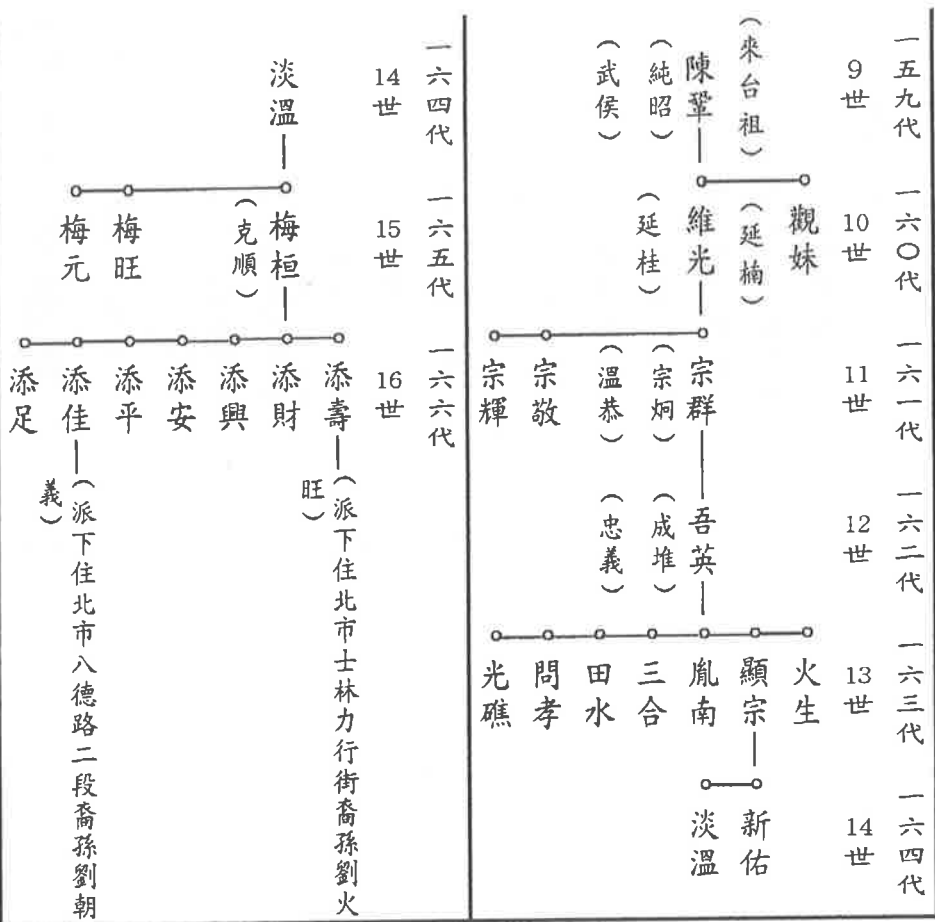 一五九代
9世
（來台祖）
陳鞏
（純昭）
（武侯）
一六〇代
10世
觀妹
（延楠）
維光
（延桂）
一六一代
11世
宗群
（宗炯）
（溫恭）
宗敬
宗輝
一六二代
12世
吾英
（成堆）
（忠義）
一六三代
13世
火生
顯宗
胤南
三合
田水
問孝
光礁
一六四代
14世
新佑
淡溫
一六四代
14世
淡溫
一六五代
15世
梅桓
（克順）
梅旺
梅元
一六六代
16世
添壽
（派下住北市士林力行街裔孫劉火
旺）
添財
添興
添安
添平
添佳
（派下住北市八德路二段裔孫劉朝
義）
添足